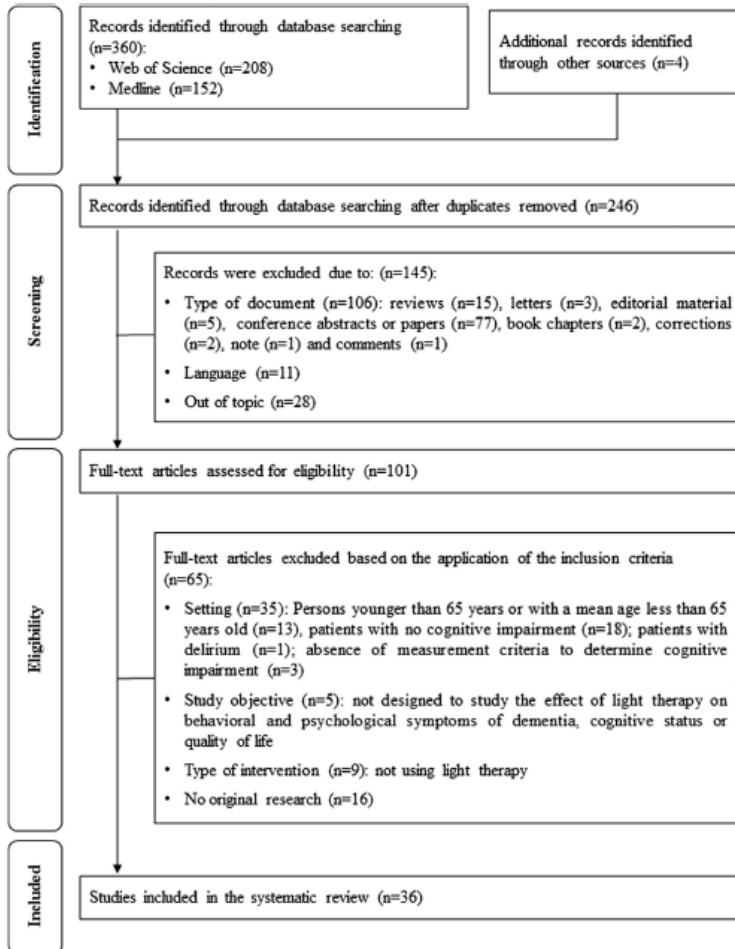 Identification
Records identified through database searching
(n=360):
• Web of Science (n=208)
• Medline (n=152)
Additional records identified
through other sources (n=4)
Screening
Records identified through database searching after duplicates removed (n=246)
Records were excluded due to: (n=145):
• Type of document (n=106): reviews (n=15), letters (n=3), editorial material
(n=5), conference abstracts or papers (n=77), book chapters (n=2), corrections
(n=2), note (n=1) and comments (n=1)
• Language (n=11)
• Out of topic (n=28)
Eligibility
Full-text articles assessed for eligibility (n=101)
Full-text articles excluded based on the application of the inclusion criteria
(n=65):
• Setting (n=35): Persons younger than 65 years or with a mean age less than 65
years old (n=13), patients with no cognitive impairment (n=18); patients with
delirium (n=1); absence of measurement criteria to determine cognitive
impairment (n=3)
• Study objective (n=5): not designed to study the effect of light therapy on
behavioral and psychological symptoms of dementia, cognitive status or
quality of life
• Type of intervention (n=9): not using light therapy
• No original research (n=16)
Included
Studies included in the systematic review (n=36)